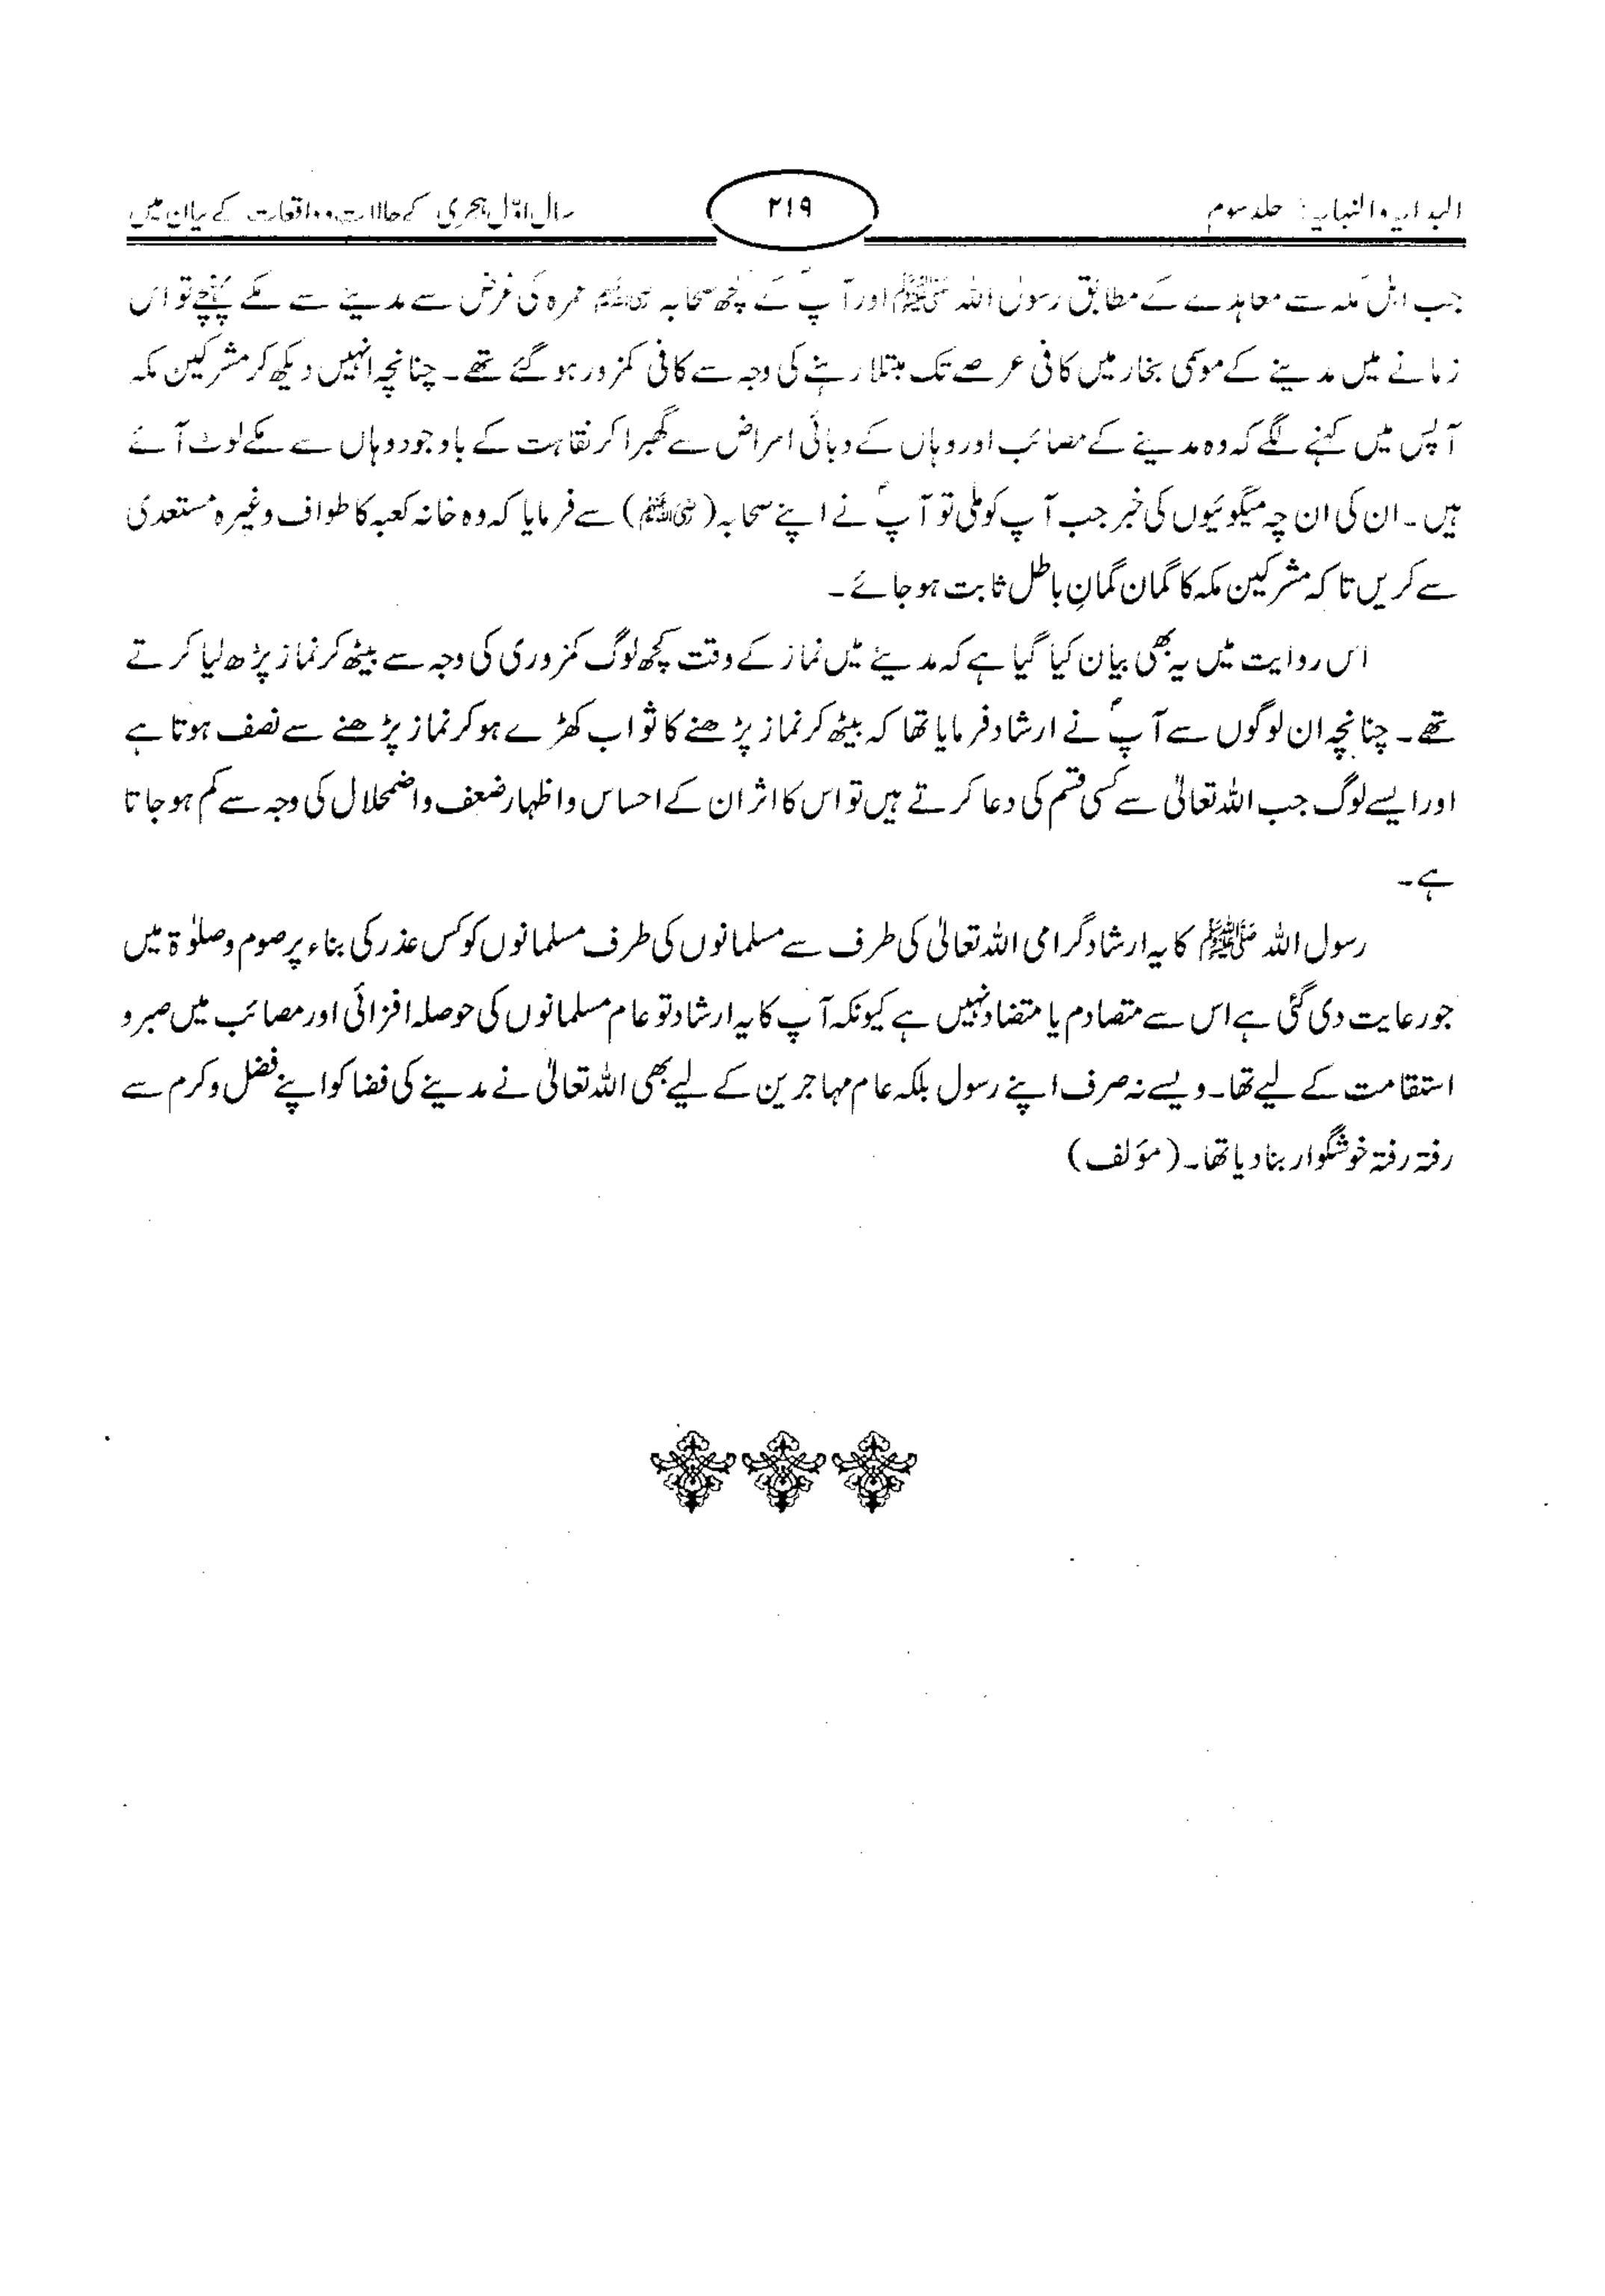 البدایہ والنہایہ: جلد سوم
۲۱۹
سال اوّل ہجری کے حالات و واقعات کے بیان میں
جب اہل مکہ سے معاہدے کے مطابق رسول اللہ ﷺ اور آپؐ کے کچھ صحابہ رضی اللہ عنہم عمرہ کی غرض سے مدینے سے مکے پہنچے تو اس
زمانے میں مدینے کے موسمی بخار میں کافی عرصے تک مبتلا رہنے کی وجہ سے کافی کمزور ہو گئے تھے۔ چنانچہ انہیں دیکھ کر مشرکین مکہ
آپس میں کہنے لگے کہ وہ مدینے کے مصائب اور وہاں کے وبائی امراض سے گھبرا کر نقاہت کے باوجود وہاں سے مکے لوٹ آئے
ہیں۔ ان کی ان چہ میگوئیوں کی خبر جب آپ کو ملی تو آپؐ نے اپنے صحابہ (رضی اللہ عنہم) سے فرمایا کہ وہ خانہ کعبہ کا طواف وغیرہ مستعدی
سے کریں تا کہ مشرکین مکہ کا گمان گمانِ باطل ثابت ہو جائے۔
اس روایت میں یہ بھی بیان کیا گیا ہے کہ مدینے میں نماز کے وقت کچھ لوگ کمزوری کی وجہ سے بیٹھ کر نماز پڑھ لیا کرتے
تھے۔ چنانچہ ان لوگوں سے آپؐ نے ارشاد فرمایا تھا کہ بیٹھ کر نماز پڑھنے کا ثواب کھڑے ہو کر نماز پڑھنے سے نصف ہوتا ہے
اور ایسے لوگ جب اللہ تعالیٰ سے کسی قسم کی دعا کرتے ہیں تو اس کا اثر ان کے احساس و اظہار ضعف و اضمحلال کی وجہ سے کم ہو جاتا
ہے۔
رسول اللہ ﷺ کا یہ ارشاد گرامی اللہ تعالیٰ کی طرف سے مسلمانوں کی طرف مسلمانوں کو کس عذر کی بناء پر صوم و صلوٰۃ میں
جو رعایت دی گئی ہے اس سے متصادم یا متضاد نہیں ہے کیونکہ آپ کا یہ ارشاد تو عام مسلمانوں کی حوصلہ افزائی اور مصائب میں صبر و
استقامت کے لیے تھا۔ ویسے نہ صرف اپنے رسول بلکہ عام مہاجرین کے لیے بھی اللہ تعالیٰ نے مدینے کی فضا کو اپنے فضل و کرم سے
رفتہ رفتہ خوشگوار بنا دیا تھا۔ (مؤلف)